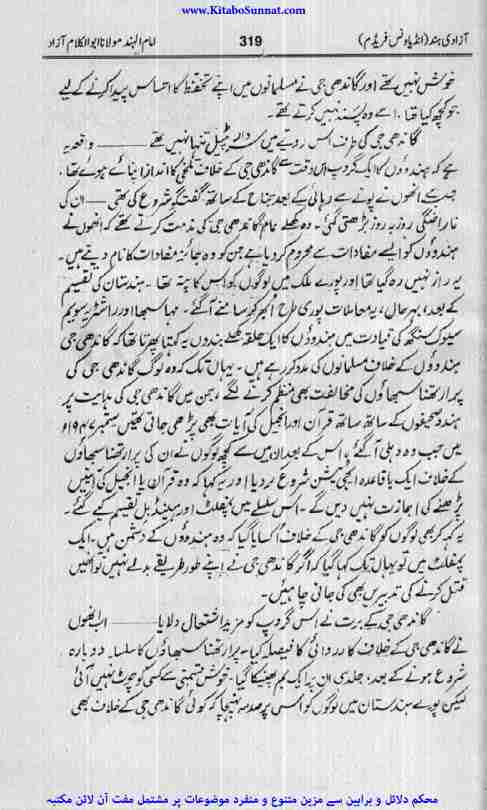 www.KitaboSunnat.com
آزادی ہند (انڈیا ونس فریڈم) 319 امام الہند مولانا ابوالکلام آزاد
خوش نہیں تھے اور گاندھی جی نے مسلمانوں میں اپنے تحفظ کا احساس پیدا کرنے کے لیے
جو کچھ کیا تھا، اسے وہ پسند نہیں کرتے تھے۔
گاندھی جی کی طرف اس رویے میں سردار پٹیل تنہا نہیں تھے ــــــ واقعہ یہ
ہے کہ ہندوؤں کا ایک گروپ اس وقت سے گاندھی جی کے خلاف تلخی کا انداز اپنائے ہوئے تھا،
جب سے انھوں نے پونے سے رہائی کے بعد جناح کے ساتھ گفتگو شروع کی تھی ــــــ ان کی
ناراضگی روز بہ روز بڑھتی گئی۔ وہ کھلے عام گاندھی جی کی مذمت کرتے تھے کہ انھوں نے
ہندوؤں کو ایسے مفادات سے محروم کر دیا ہے جن کو وہ جائز مفادات کا نام دیتے ہیں۔
یہ راز نہیں رہ گیا تھا اور پورے ملک میں لوگوں کو اس کا پتہ تھا۔ ہندستان کی تقسیم
کے بعد، بہر حال، یہ معاملات پوری طرح ابھر کر سامنے آ گئے۔ مہا سبھا اور راشٹریہ سویم
سیوک سنگھ کی قیادت میں ہندوؤں کا ایک حلقہ کھلے بندوں یہ کہتا پھرتا تھا کہ گاندھی جی
ہندوؤں کے خلاف مسلمانوں کی مدد کر رہے ہیں۔ یہاں تک کہ وہ لوگ گاندھی جی کی
پرارتھنا سبھاؤں کی مخالفت بھی منظم کرنے لگے، جن میں گاندھی جی کی ہدایت پر
ہندو صحیفوں کے ساتھ ساتھ قرآن اور انجیل کی آیات بھی پڑھی جاتی تھیں ستمبر ۱۹۴۷ء
میں جب وہ دہلی آ گئے، اس کے بعد ان میں سے کچھ لوگوں نے ان کی پرارتھنا سبھاؤں
کے خلاف ایک باقاعدہ ایجی ٹیشن شروع کر دیا اور یہ کہا کہ وہ قرآن یا انجیل کی آیتیں
پڑھنے کی اجازت نہیں دیں گے۔ اس سلسلے میں پمفلٹ اور ہینڈبل تقسیم کیے گئے۔
یہ کہہ کر بھی لوگوں کو گاندھی جی کے خلاف اکسایا گیا کہ وہ ہندوؤں کے دشمن ہیں۔ ایک
پمفلٹ میں تو یہاں تک کہا گیا کہ اگر گاندھی جی نے اپنے طور طریقے بدلے نہیں تو انھیں
قتل کرنے کی تدبیریں بھی کی جانی چاہئیں۔
گاندھی جی کے برت نے اس گروپ کو مزید اشتعال دلایا ــــــ اب انھوں
نے گاندھی جی کے خلاف کارروائی کا فیصلہ کیا۔ پرارتھنا سبھاؤں کا سلسلہ دوبارہ
شروع ہونے کے بعد، جلدی ان پر ایک بم پھینکا گیا۔ خوش قسمتی سے کسی کو چوٹ نہیں آئی
لیکن پورے ہندستان میں لوگوں کو اس پر صدمہ پہنچا کہ کوئی گاندھی جی کے خلاف بھی
محکم دلائل و براہین سے مزین متنوع و منفرد موضوعات پر مشتمل مفت آن لائن مکتبہ